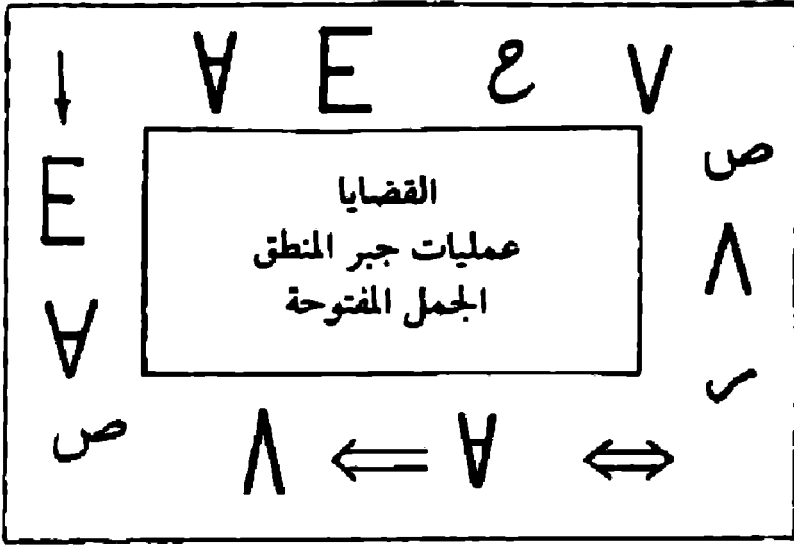 ∀ E ع ∨
↓ ص
E
القضايا
عمليات جبر المنطق
الجمل المفتوحة
∧
∀ س
ص ∧ ⇐ ∀ ⇔